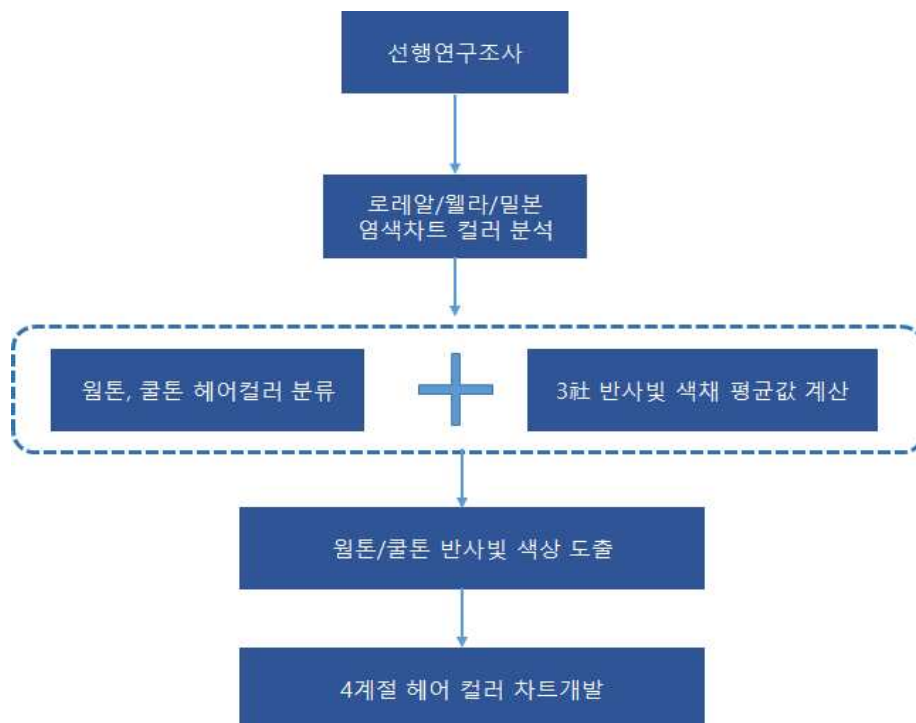 선행연구조사
로레알/웰라/밀본
염색차트 컬러 분석
웜톤, 쿨톤 헤어컬러 분류
3社 반사빛 색채 평균값 계산
웜톤/쿨톤 반사빛 색상 도출
4계절 헤어 컬러 차트개발